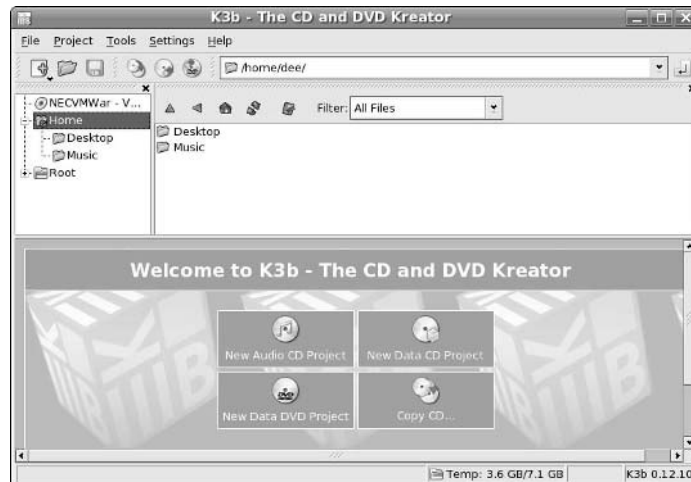 K3b - The CD and DVD Kreator
File Project Tools Settings Help
/home/dee/
NECVMWar - V...
Home
Desktop
Music
Root
Filter: All Files
Desktop
Music
Welcome to K3b - The CD and DVD Kreator
New Audio CD Project
New Data CD Project
New Data DVD Project
Copy CD...
Temp: 3.6 GB/7.1 GB
K3b 0.12.10